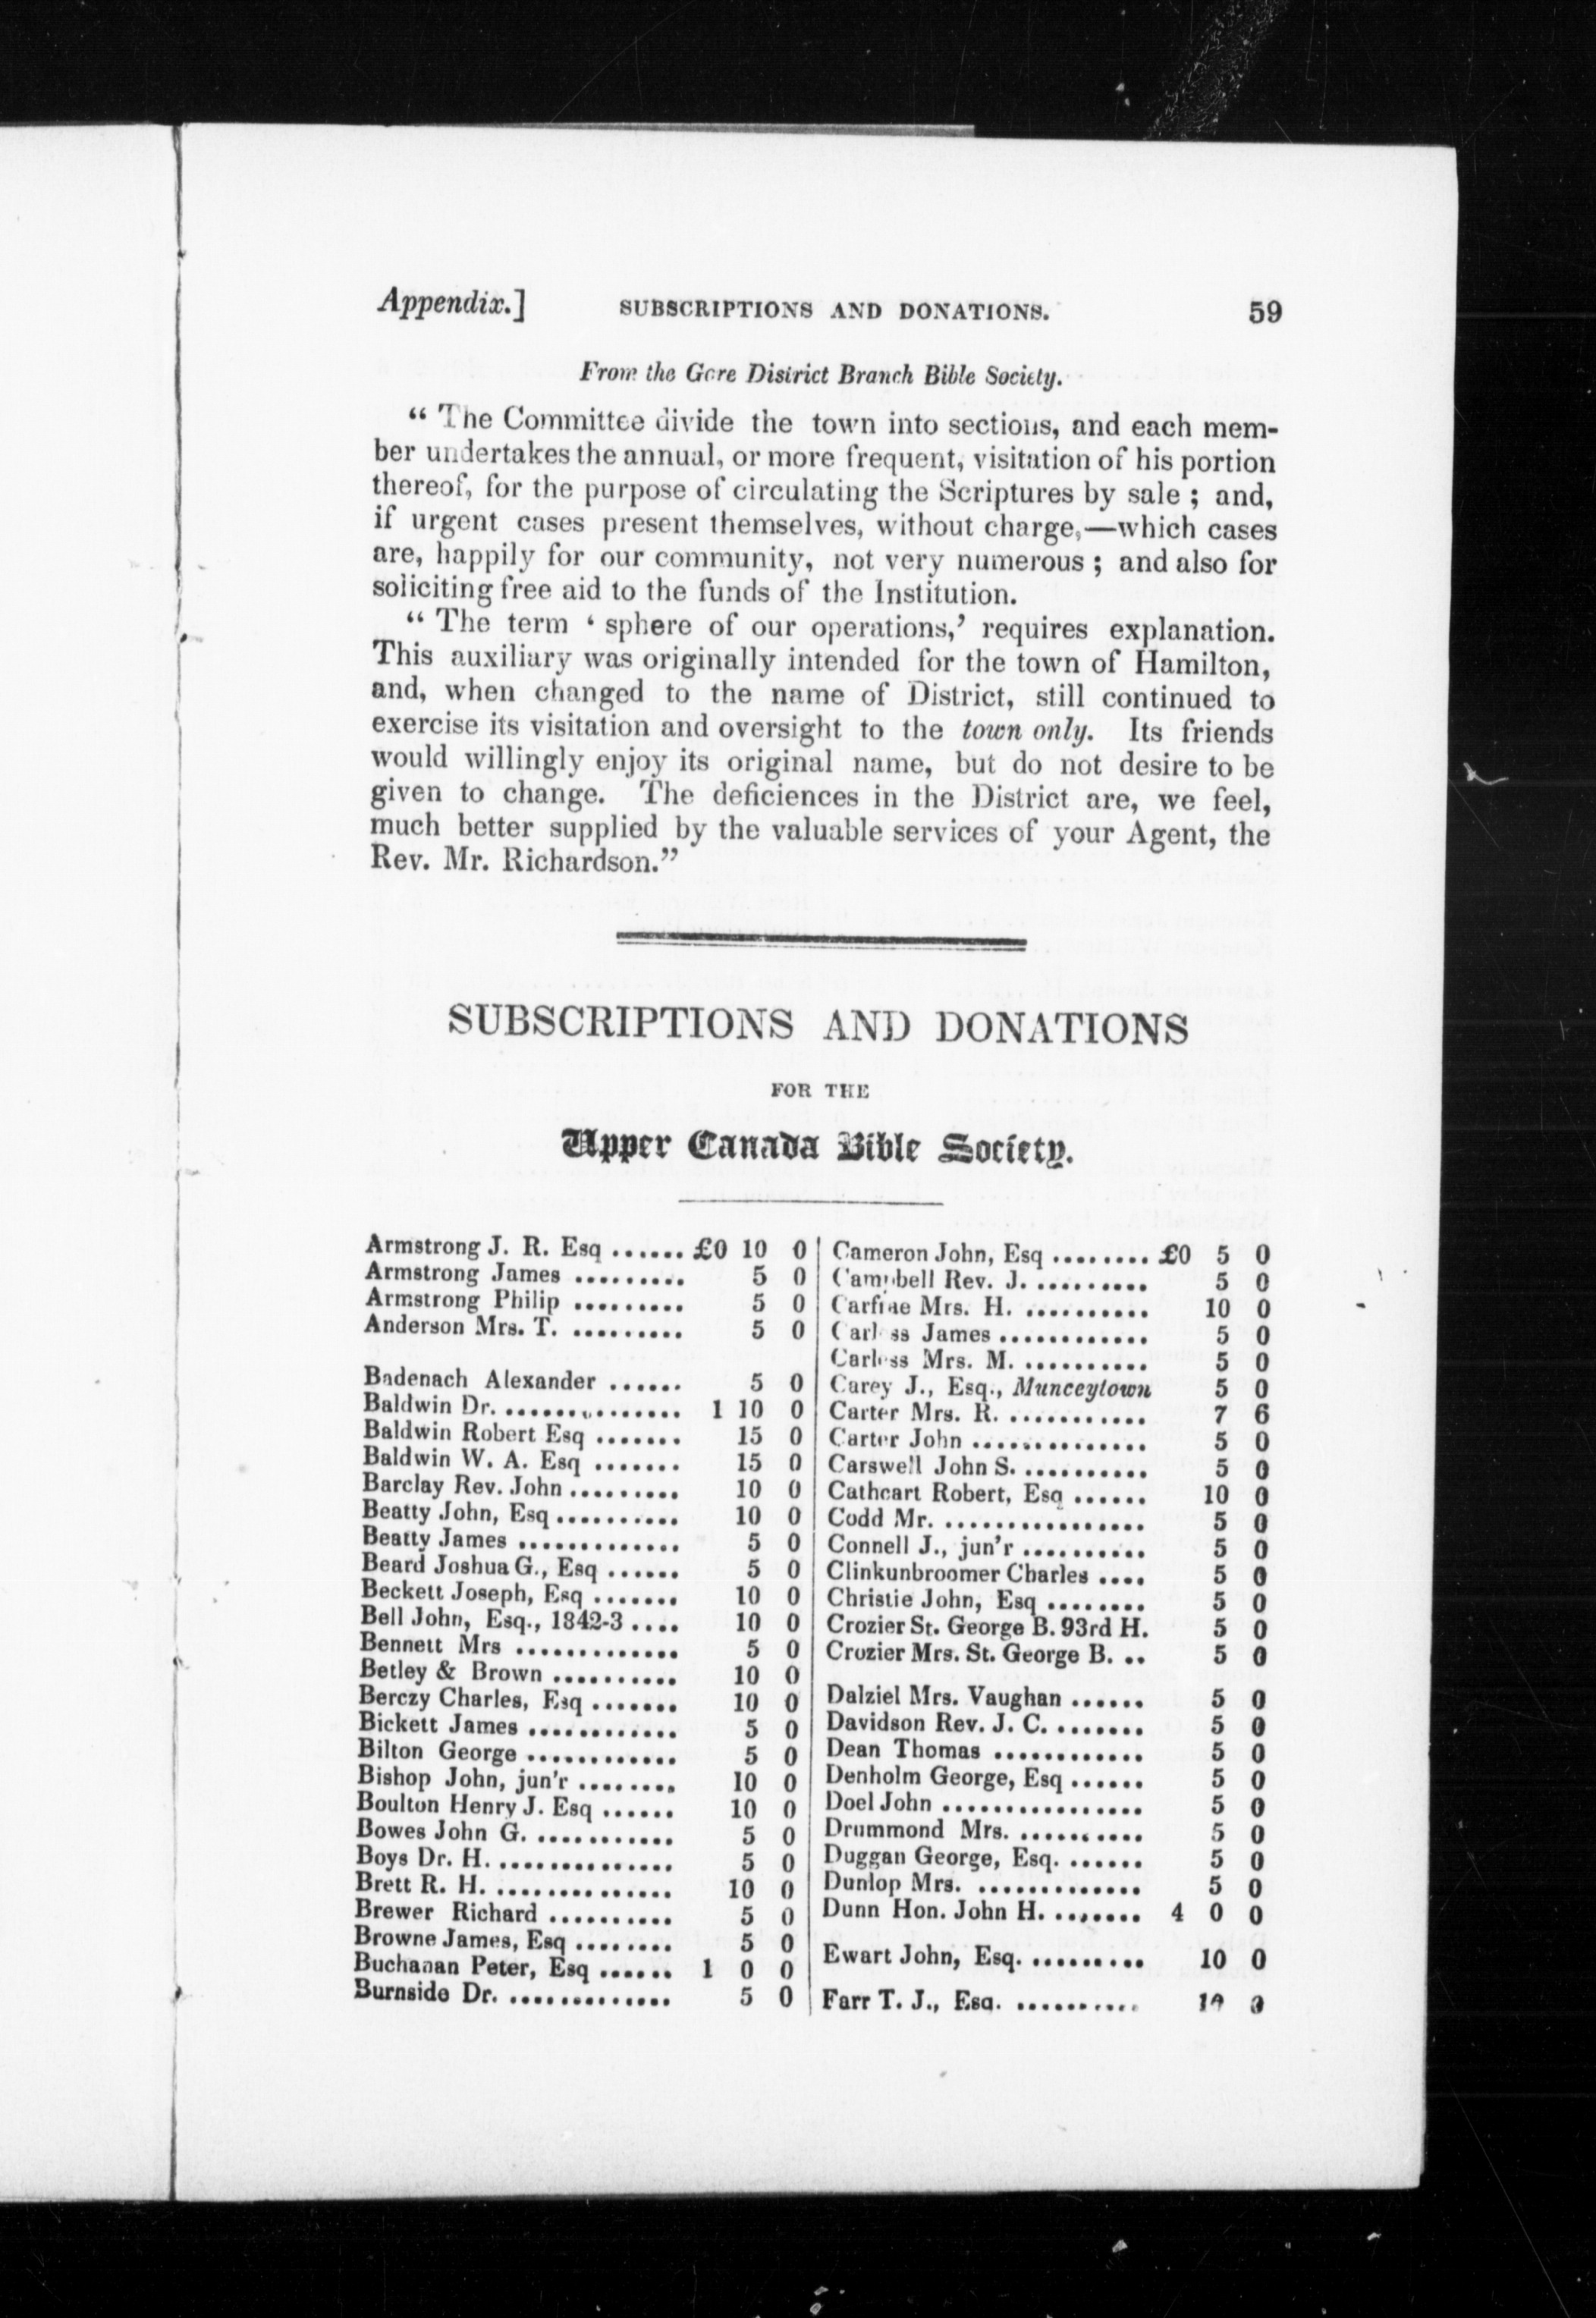 Appendix.] SUBSCRIPTIONS AND DONATIONS. 59
From the Gore District Branch Bible Society.
“ The Committee divide the town into sections, and each mem-
ber undertakes the annual, or more frequent, visitation of his portion
thereof, for the purpose of circulating the Scriptures by sale ; and,
if urgent cases present themselves, without charge,—which cases
are, happily for our community, not very numerous ; and also for
soliciting free aid to the funds of the Institution.
“ The term ‘ sphere of our operations,’ requires explanation.
This auxiliary was originally intended for the town of Hamilton,
and, when changed to the name of District, still continued to
exercise its visitation and oversight to the town only. Its friends
would willingly enjoy its original name, but do not desire to be
given to change. The deficiences in the District are, we feel,
much better supplied by the valuable services of your Agent, the
Rev. Mr. Richardson.”
SUBSCRIPTIONS AND DONATIONS
FOR THE
Upper Canada Bible Society.
Armstrong J. R. Esq ...... £0 10 0
Armstrong James ......... 5 0
Armstrong Philip ......... 5 0
Anderson Mrs. T. ......... 5 0
Badenach Alexander ...... 5 0
Baldwin Dr. .............. 1 10 0
Baldwin Robert Esq ....... 15 0
Baldwin W. A. Esq ....... 15 0
Barclay Rev. John ......... 10 0
Beatty John, Esq .......... 10 0
Beatty James ............. 5 0
Beard Joshua G., Esq ...... 5 0
Beckett Joseph, Esq ....... 10 0
Bell John, Esq., 1842-3 .... 10 0
Bennett Mrs ............. 5 0
Betley & Brown .......... 10 0
Berczy Charles, Esq ....... 10 0
Bickett James ............ 5 0
Bilton George ............ 5 0
Bishop John, jun'r ........ 10 0
Boulton Henry J. Esq ...... 10 0
Bowes John G. ........... 5 0
Boys Dr. H. .............. 5 0
Brett R. H. .............. 10 0
Brewer Richard .......... 5 0
Browne James, Esq ........ 5 0
Buchanan Peter, Esq ...... 1 0 0
Burnside Dr. ............. 5 0
Cameron John, Esq ........ £0 5 0
Campbell Rev. J. ......... 5 0
Carfrae Mrs. H. .......... 10 0
Carless James ............ 5 0
Carless Mrs. M. .......... 5 0
Carey J., Esq., Munceytown 5 0
Carter Mrs. R. ........... 7 6
Carter John .............. 5 0
Carswell John S. .......... 5 0
Cathcart Robert, Esq ...... 10 0
Codd Mr. ................ 5 0
Connell J., jun'r .......... 5 0
Clinkunbroomer Charles .... 5 0
Christie John, Esq ........ 5 0
Crozier St. George B. 93rd H. 5 0
Crozier Mrs. St. George B. .. 5 0
Dalziel Mrs. Vaughan ...... 5 0
Davidson Rev. J. C. ....... 5 0
Dean Thomas ............ 5 0
Denholm George, Esq ...... 5 0
Doel John ................ 5 0
Drummond Mrs. .......... 5 0
Duggan George, Esq. ...... 5 0
Dunlop Mrs. ............. 5 0
Dunn Hon. John H. ....... 4 0 0
Ewart John, Esq. ......... 10 0
Farr T. J., Esq. .......... 10 0